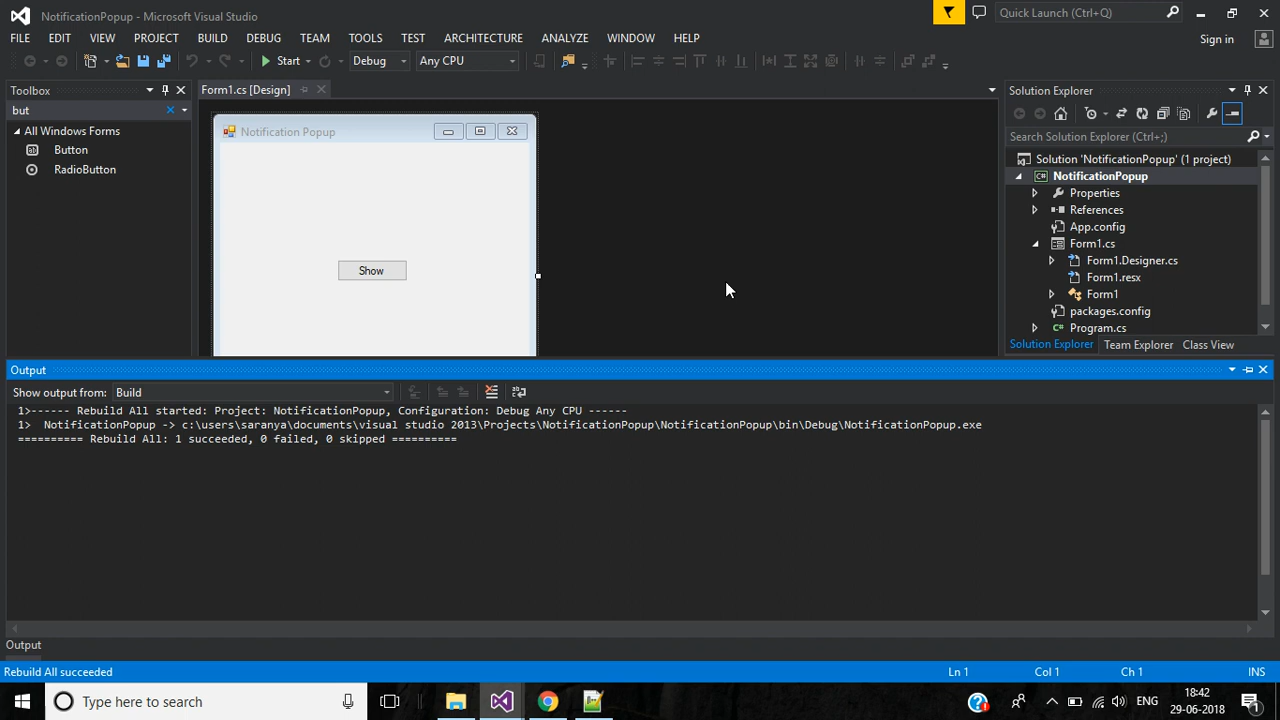 NotificationPopup - Microsoft Visual Studio
Quick Launch (Ctrl+Q)
FILE EDIT VIEW PROJECT BUILD DEBUG TEAM TOOLS TEST ARCHITECTURE ANALYZE WINDOW HELP
Sign in
Start Debug Any CPU
Toolbox
but
All Windows Forms
Button
RadioButton
Form1.cs [Design]
Notification Popup
Show
Solution Explorer
Search Solution Explorer (Ctrl+;)
Solution 'NotificationPopup' (1 project)
NotificationPopup
Properties
References
App.config
Form1.cs
Form1.Designer.cs
Form1.resx
Form1
packages.config
Program.cs
Solution Explorer Team Explorer Class View
Output
Show output from: Build
1>------ Rebuild All started: Project: NotificationPopup, Configuration: Debug Any CPU ------
1>  NotificationPopup -> c:\users\saranya\documents\visual studio 2013\Projects\NotificationPopup\NotificationPopup\bin\Debug\NotificationPopup.exe
========== Rebuild All: 1 succeeded, 0 failed, 0 skipped ==========
Output
Rebuild All succeeded Ln 1 Col 1 Ch 1 INS
Type here to search
ENG
18:42
29-06-2018
1